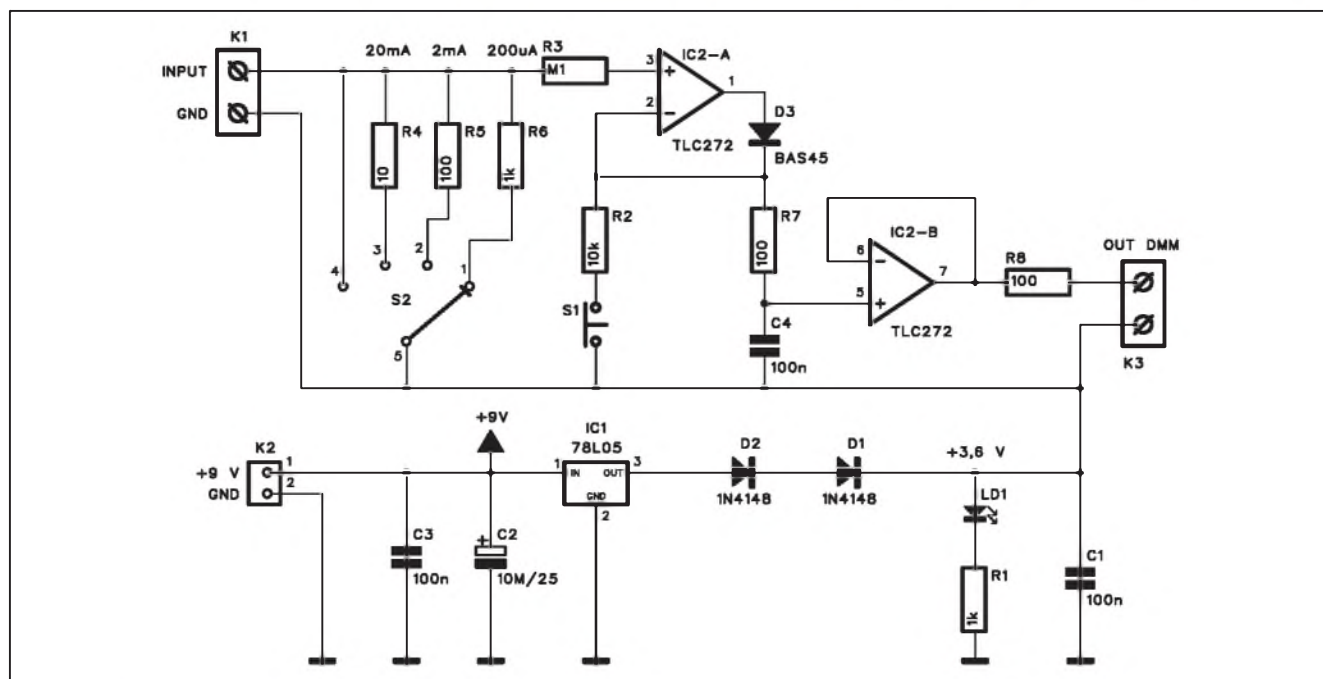 K1
20mA 2mA 200uA R3 IC2-A
INPUT M1 3 + 1
GND 2 - D3
R4 R5 R6 TLC272 BAS45
10 100 1k
R2 R7 IC2-B
10k 100 6 - 7 R8 OUT DMM
4 3 2 1 5 + 100
S2 S1 C4 TLC272
5 100n K3
+9V IC1
K2 78L05 D2 D1 +3,6 V
+9 V 1 1 IN OUT 3
GND 2 GND 1N4148 1N4148 LD1
2
C3 + C2 C1
100n 10M/25 R1 100n
1k